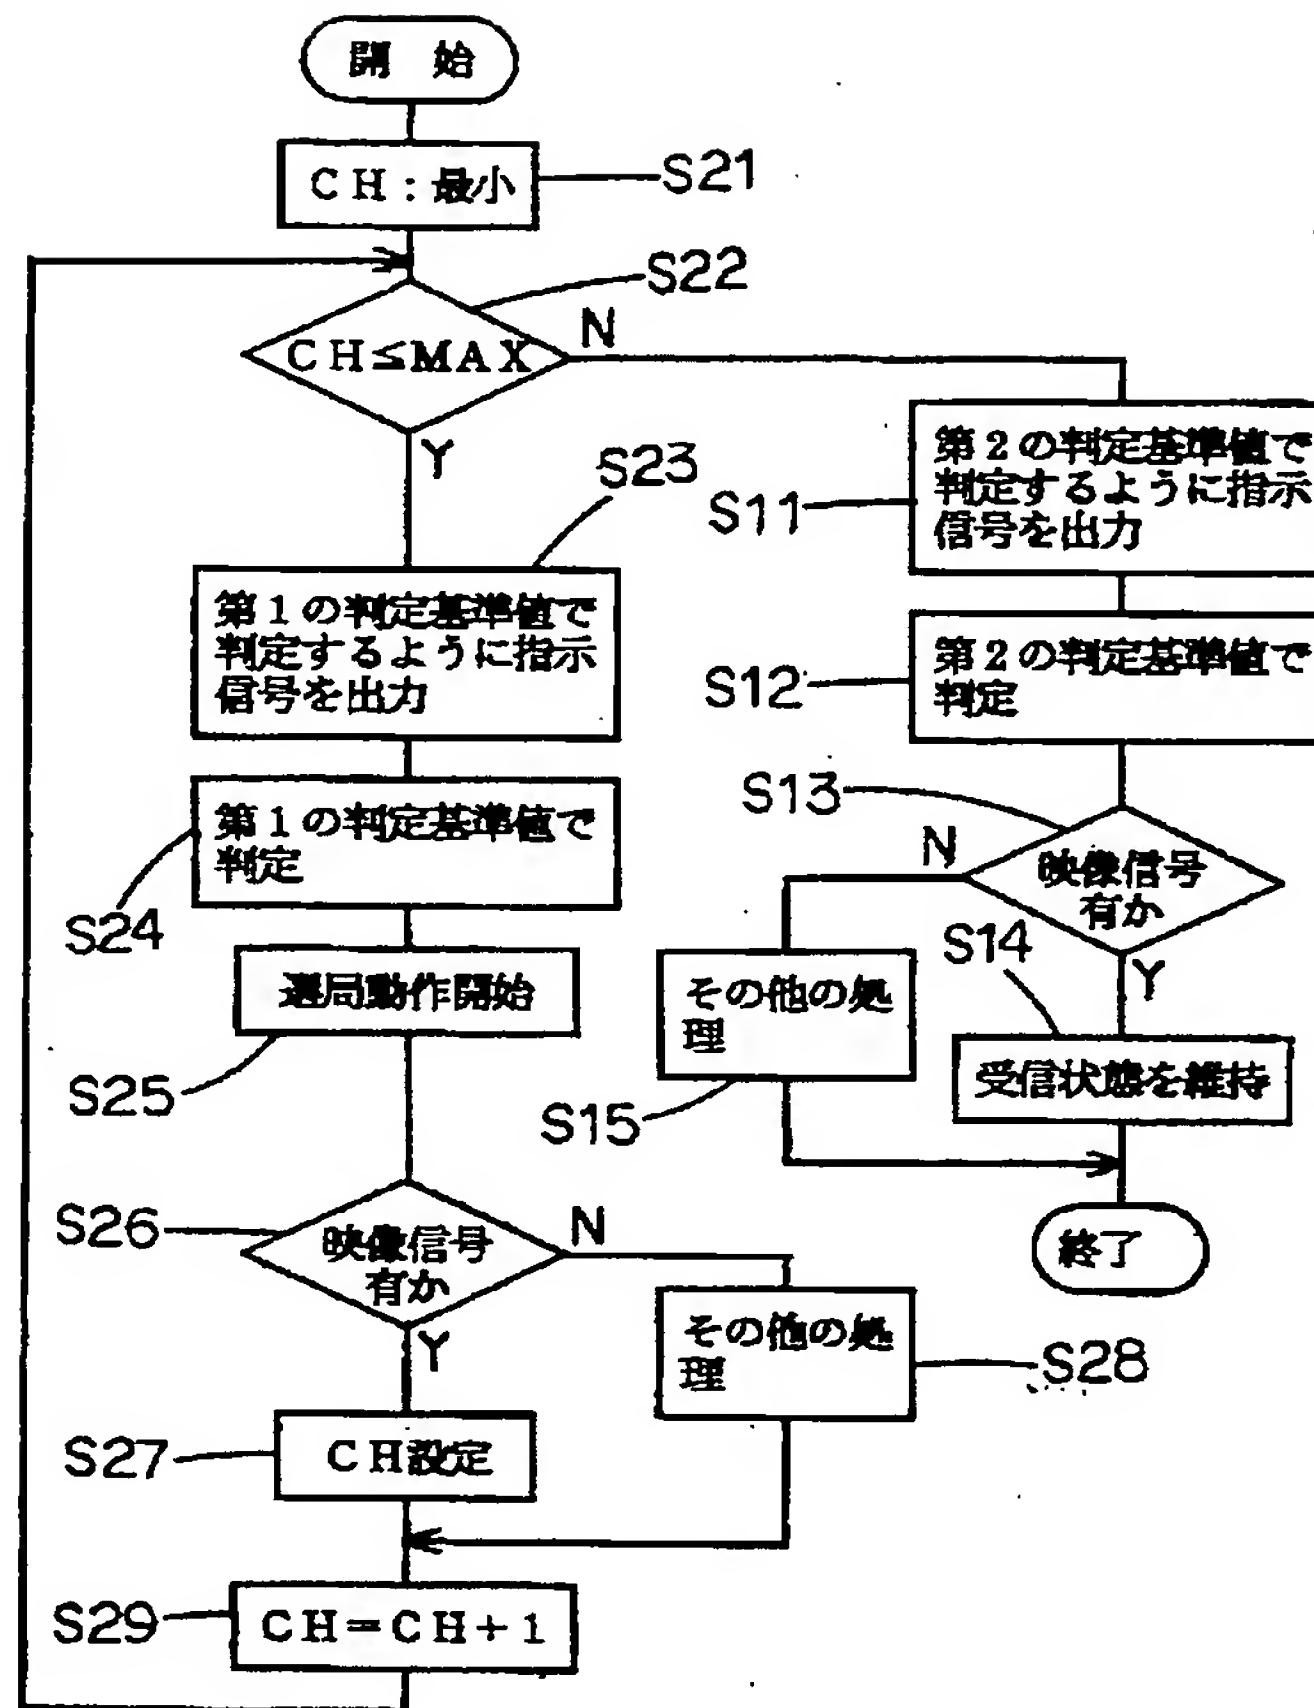 開 始
CH:最小
S21
S22
CH≦MAX
N
Y
S23
第1の判定基準値で
判定するように指示
信号を出力
第1の判定基準値で
判定
S24
選局動作開始
S25
S26
映像信号
有か
N
Y
その他の処
理
S28
S27
CH設定
S29
CH=CH+1
S11
第2の判定基準値で
判定するように指示
信号を出力
S12
第2の判定基準値で
判定
S13
映像信号
有か
N
Y
S14
受信状態を維持
その他の処
理
S15
終了